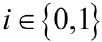 i ∈ {0,1}